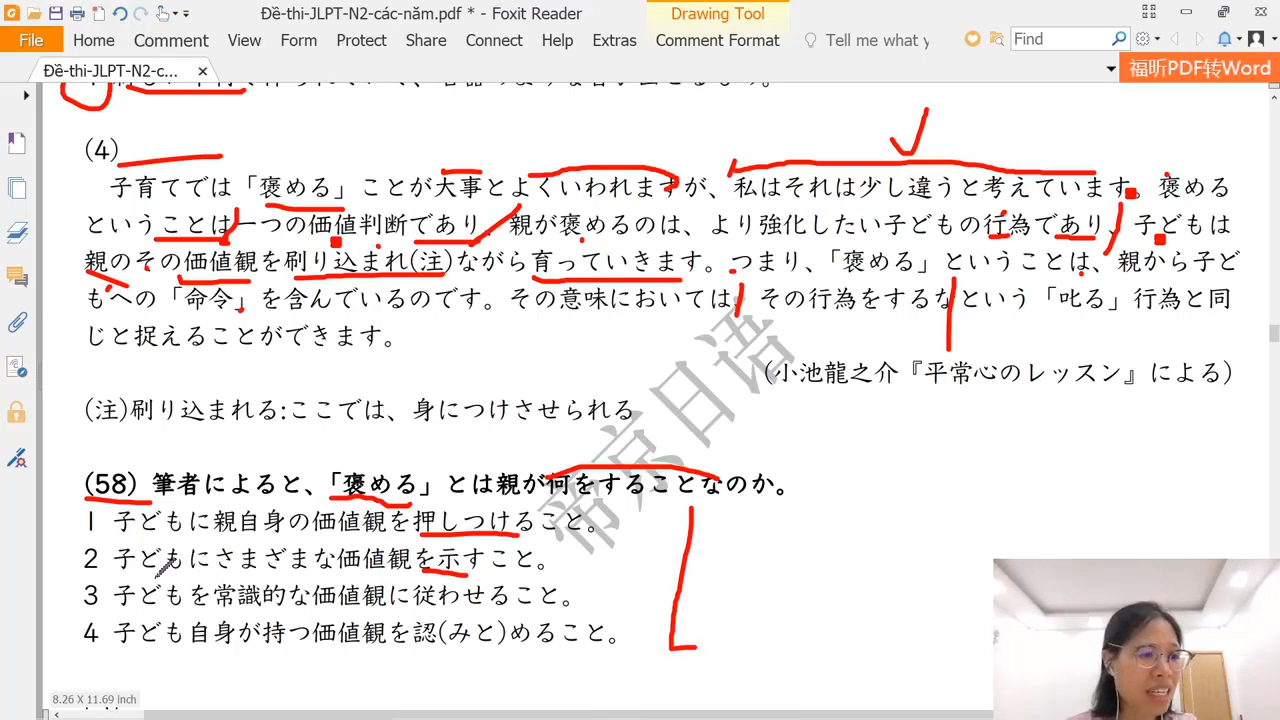 Đề-thi-JLPT-N2-các-năm.pdf * - Foxit Reader
Drawing Tool
File
Home
Comment
View
Form
Protect
Share
Connect
Help
Extras
Comment Format
Tell me what y
Find
Đề-thi-JLPT-N2-c...
福昕PDF转Word
(4)
子育てでは「褒める」ことが大事とよくいわれますが、私はそれは少し違うと考えています。褒める
ということは一つの価値判断であり、親が褒めるのは、より強化したい子どもの行為であり、子どもは
親のその価値観を刷り込まれ(注)ながら育っていきます。つまり、「褒める」ということは、親から子ど
もへの「命令」を含んでいるのです。その意味においては、その行為をするなという「叱る」行為と同
じと捉えることができます。
(小池龍之介『平常心のレッスン』による)
(注)刷り込まれる:ここでは、身につけさせられる
帝京日语
(58) 筆者によると、「褒める」とは親が何をすることなのか。
1 子どもに親自身の価値観を押しつけること。
2 子どもにさまざまな価値観を示すこと。
3 子どもを常識的な価値観に従わせること。
4 子ども自身が持つ価値観を認(みと)めること。
8.26 X 11.69 inch